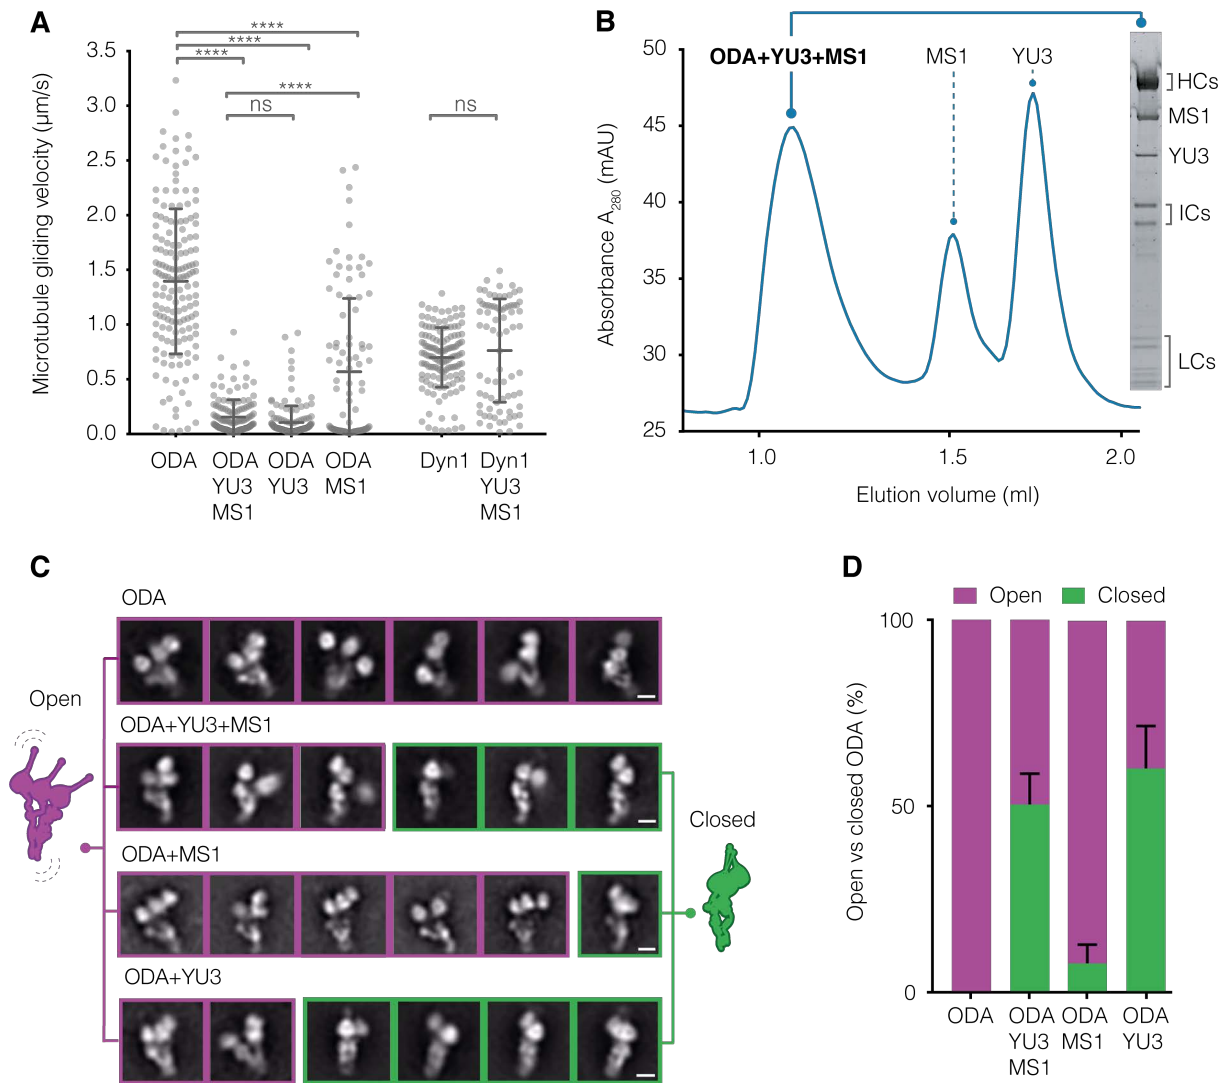 A
Microtubule gliding velocity (µm/s)
3.5
3.0
2.5
2.0
1.5
1.0
0.5
0.0
****
****
****
****
ns
ns
ODA
ODA
YU3
MS1
ODA
YU3
ODA
MS1
Dyn1
Dyn1
YU3
MS1
B
Absorbance A280 (mAU)
50
45
40
35
30
25
ODA+YU3+MS1
MS1
YU3
HCs
MS1
YU3
ICs
LCs
1.0
1.5
2.0
Elution volume (ml)
C
ODA
Open
ODA+YU3+MS1
ODA+MS1
Closed
ODA+YU3
D
Open
Closed
Open vs closed ODA (%)
100
50
0
ODA
ODA
YU3
MS1
ODA
MS1
ODA
YU3